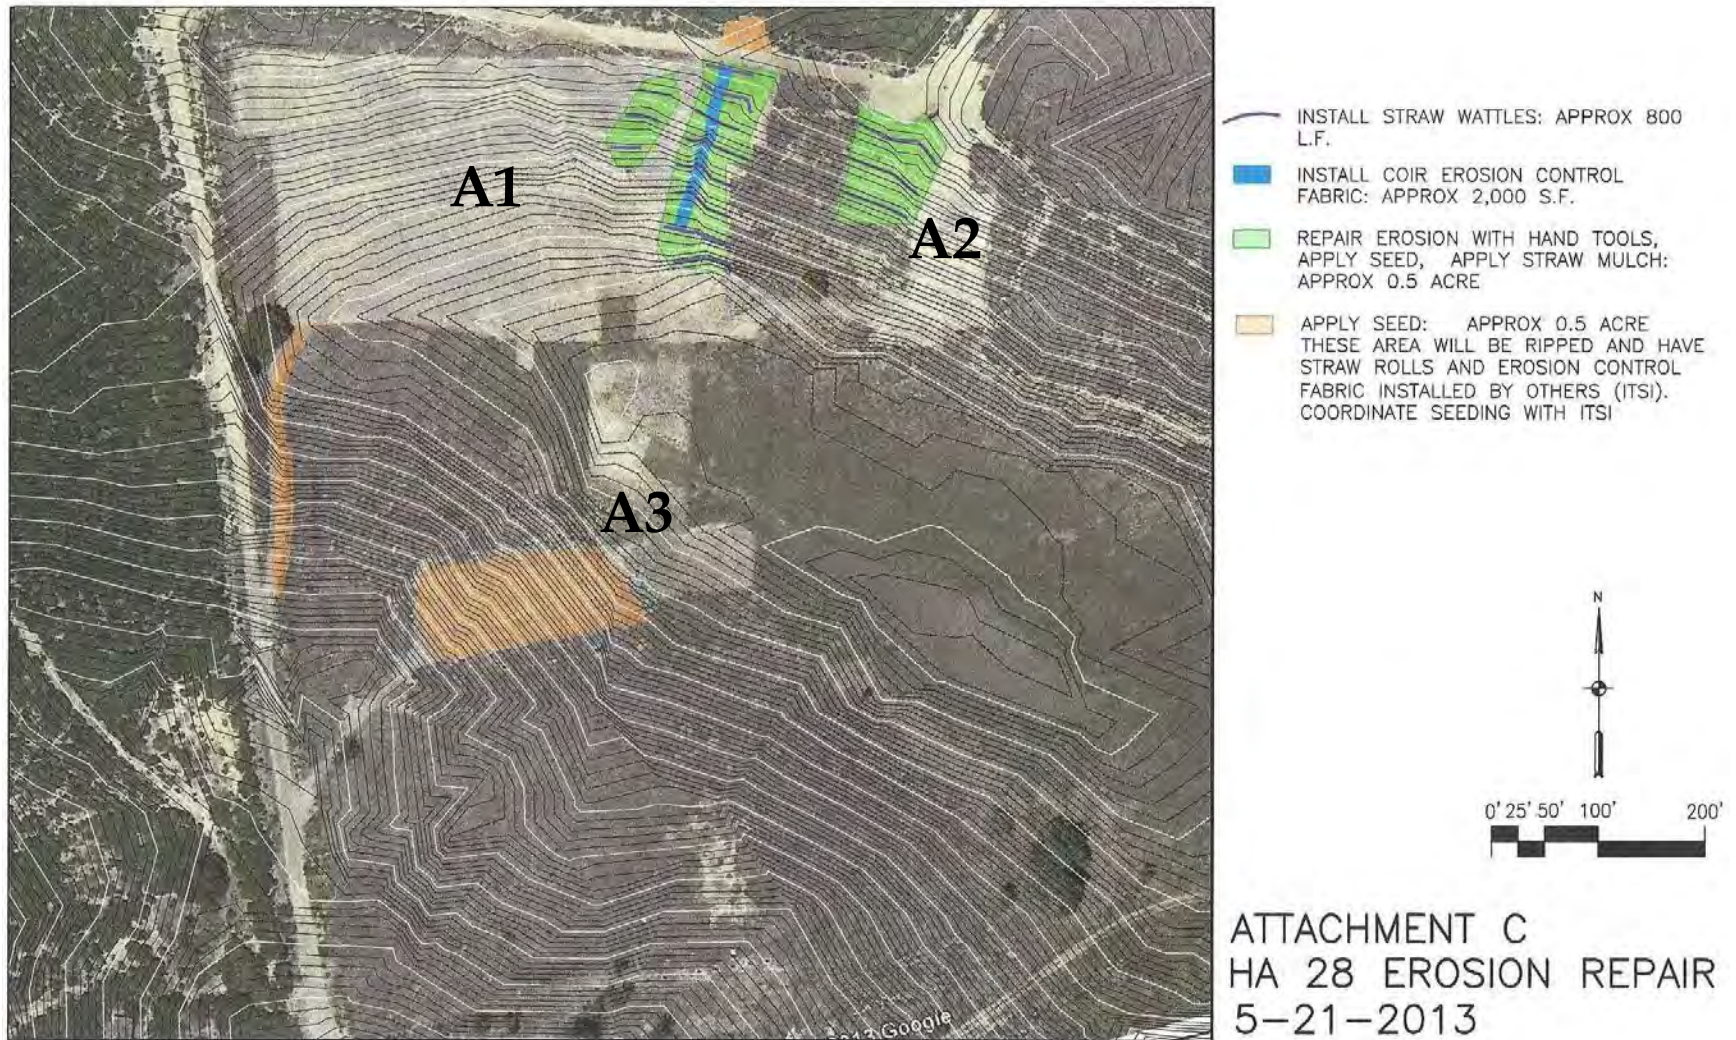 A1
A2
A3
INSTALL STRAW WATTLES: APPROX 800
L.F.
INSTALL COIR EROSION CONTROL
FABRIC: APPROX 2,000 S.F.
REPAIR EROSION WITH HAND TOOLS,
APPLY SEED, APPLY STRAW MULCH:
APPROX 0.5 ACRE
APPLY SEED: APPROX 0.5 ACRE
THESE AREA WILL BE RIPPED AND HAVE
STRAW ROLLS AND EROSION CONTROL
FABRIC INSTALLED BY OTHERS (ITSI).
COORDINATE SEEDING WITH ITSI
N
0' 25' 50' 100' 200'
ATTACHMENT C
HA 28 EROSION REPAIR
5-21-2013
2013 Google